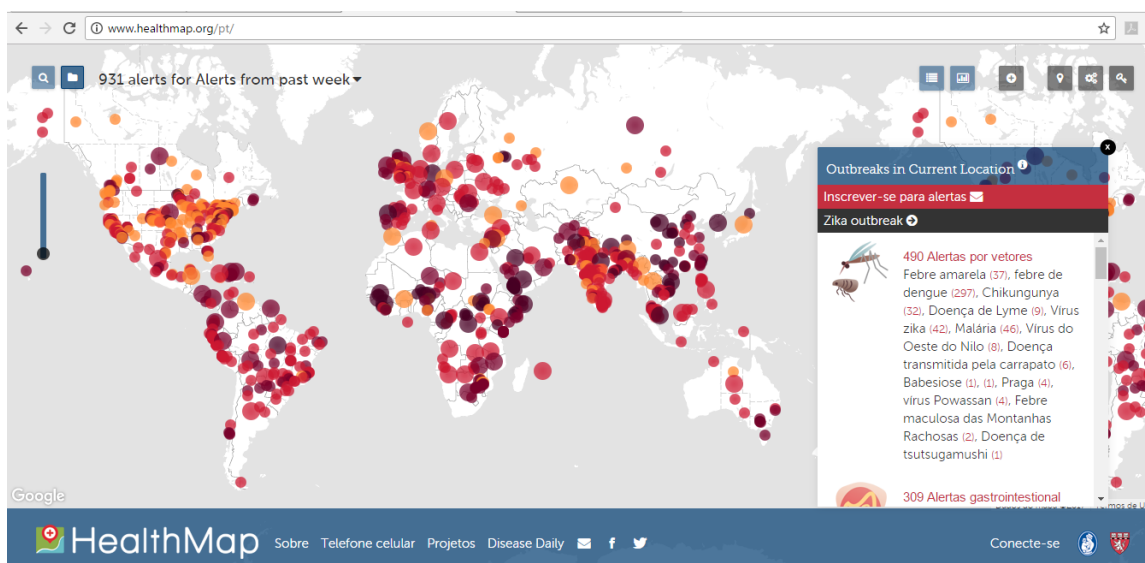 www.healthmap.org/pt/
931 alerts for Alerts from past week
Outbreaks in Current Location
Inscrever-se para alertas
Zika outbreak
490 Alertas por vetores
Febre amarela (37), febre de
dengue (297), Chikungunya
(32), Doença de Lyme (9), Vírus
zika (42), Malária (46), Vírus do
Oeste do Nilo (8), Doença
transmitida pela carrapato (6),
Babesiose (1), (1), Praga (4),
vírus Powassan (4), Febre
maculosa das Montanhas
Rochosas (2), Doença de
tsutsugamushi (1)
309 Alertas gastrointestional
Google
HealthMap
Sobre Telefone celular Projetos Disease Daily
Conecte-se